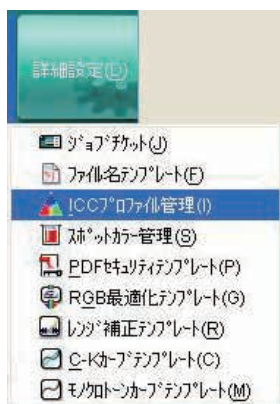 詳細設定(D)
ｼﾞｮﾌﾞﾁｹｯﾄ(J)
ﾌｧｲﾙ名ﾃﾝﾌﾟﾚｰﾄ(F)
ICCﾌﾟﾛﾌｧｲﾙ管理(I)
ｽﾎﾟｯﾄｶﾗｰ管理(S)
PDFｾｷｭﾘﾃｨﾃﾝﾌﾟﾚｰﾄ(P)
RGB最適化ﾃﾝﾌﾟﾚｰﾄ(G)
ﾚﾝｼﾞ補正ﾃﾝﾌﾟﾚｰﾄ(R)
C-Kｶｰﾌﾞﾃﾝﾌﾟﾚｰﾄ(C)
ﾓﾉｸﾛﾄｰﾝｶｰﾌﾞﾃﾝﾌﾟﾚｰﾄ(M)